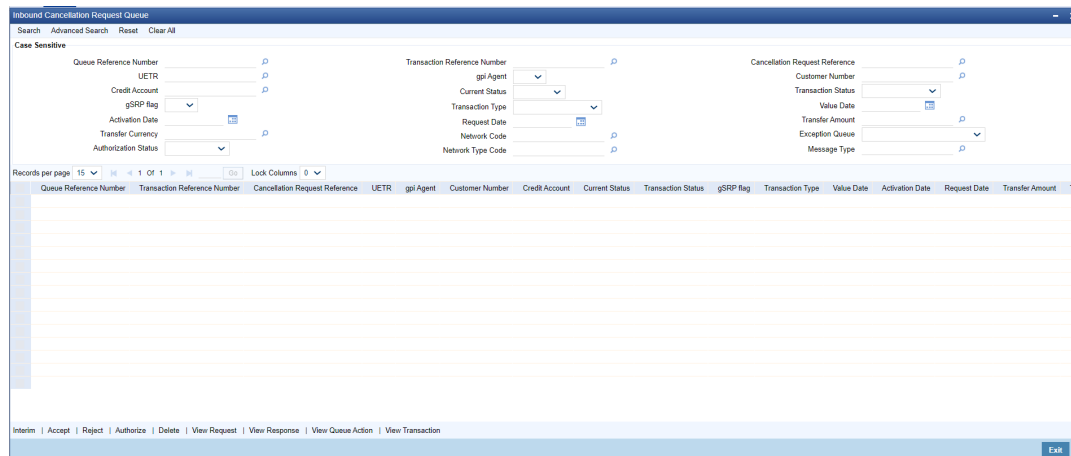 Inbound Cancellation Request Queue
Search Advanced Search Reset Clear All
Case Sensitive
Queue Reference Number Transaction Reference Number Cancellation Request Reference
UETR gpi Agent Customer Number
Credit Account Current Status Transaction Status
gSRP flag Transaction Type Value Date
Activation Date Request Date Transfer Amount
Transfer Currency Network Code Exception Queue
Authorization Status Network Type Code Message Type
Records per page 15 1 Of 1 Go Lock Columns 0
Queue Reference Number Transaction Reference Number Cancellation Request Reference UETR gpi Agent Customer Number Credit Account Current Status Transaction Status gSRP flag Transaction Type Value Date Activation Date Request Date Transfer Amount
Interim | Accept | Reject | Authorize | Delete | View Request | View Response | View Queue Action | View Transaction
Exit